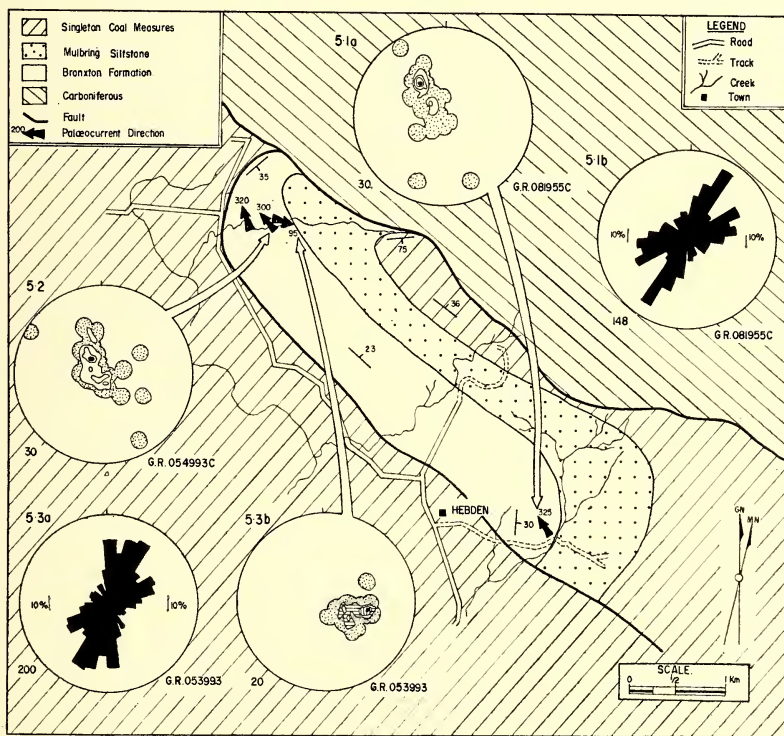 Singleton Coal Measures
Mulbring Siltstone
Branxton Formation
Carboniferous
Fault
200
Palæocurrent Direction
LEGEND
Road
Track
Creek
Town
5·1a
30
G.R.081955C
5·1b
10%
10%
148
G.R.081955C
35
320
300
95
75
36
23
5·2
30
G.R.054993C
HEBDEN
30
325
5·3a
10%
10%
200
G.R.053993
5·3b
20
G.R.053993
GN
MN
SCALE.
0 1/2 1 Km